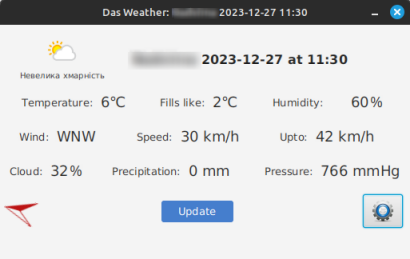 Das Weather: 2023-12-27 11:30
2023-12-27 at 11:30
Невелика хмарність
Temperature: 6℃ Fills like: 2℃ Humidity: 60%
Wind: WNW Speed: 30 km/h Upto: 42 km/h
Cloud: 32% Precipitation: 0 mm Pressure: 766 mmHg
Update